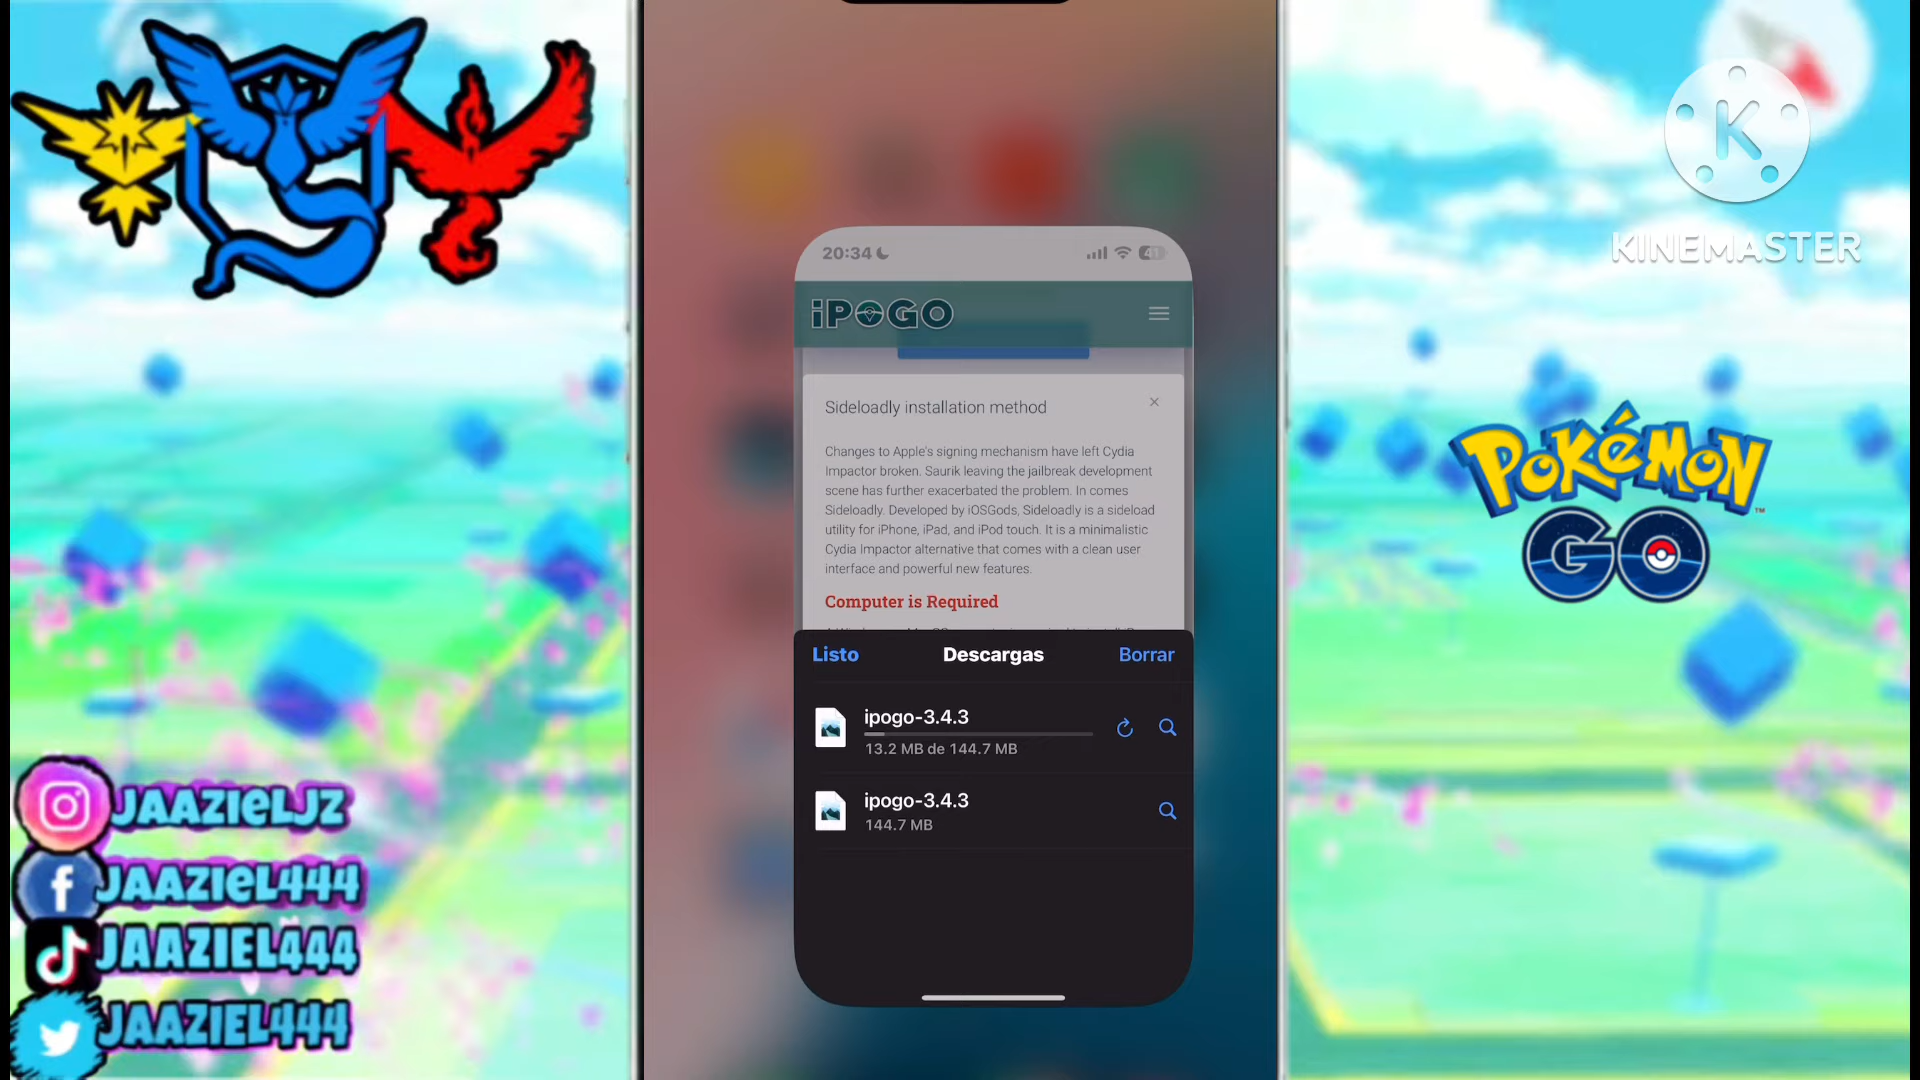 KINEMASTER
20:34
41
iPOGO
Sideloadly installation method
Changes to Apple's signing mechanism have left Cydia
Impactor broken. Saurik leaving the jailbreak development
scene has further exacerbated the problem. In comes
Sideloadly. Developed by iOSGods, Sideloadly is a sideload
utility for iPhone, iPad, and iPod touch. It is a minimalistic
Cydia Impactor alternative that comes with a clean user
interface and powerful new features.
Computer is Required
Listo
Descargas
Borrar
ipogo-3.4.3
13.2 MB de 144.7 MB
ipogo-3.4.3
144.7 MB
POKÉMON
GO
JAAZIELJZ
JAAZIEL444
JAAZIEL444
JAAZIEL444